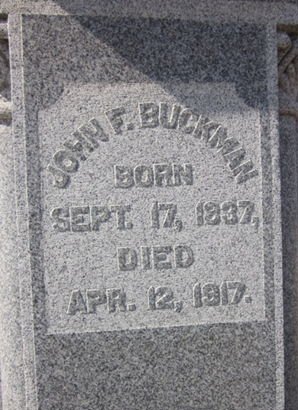 JOHN F. BUCKMAN
BORN
SEPT. 17, 1837,
DIED
APR. 12, 1917.